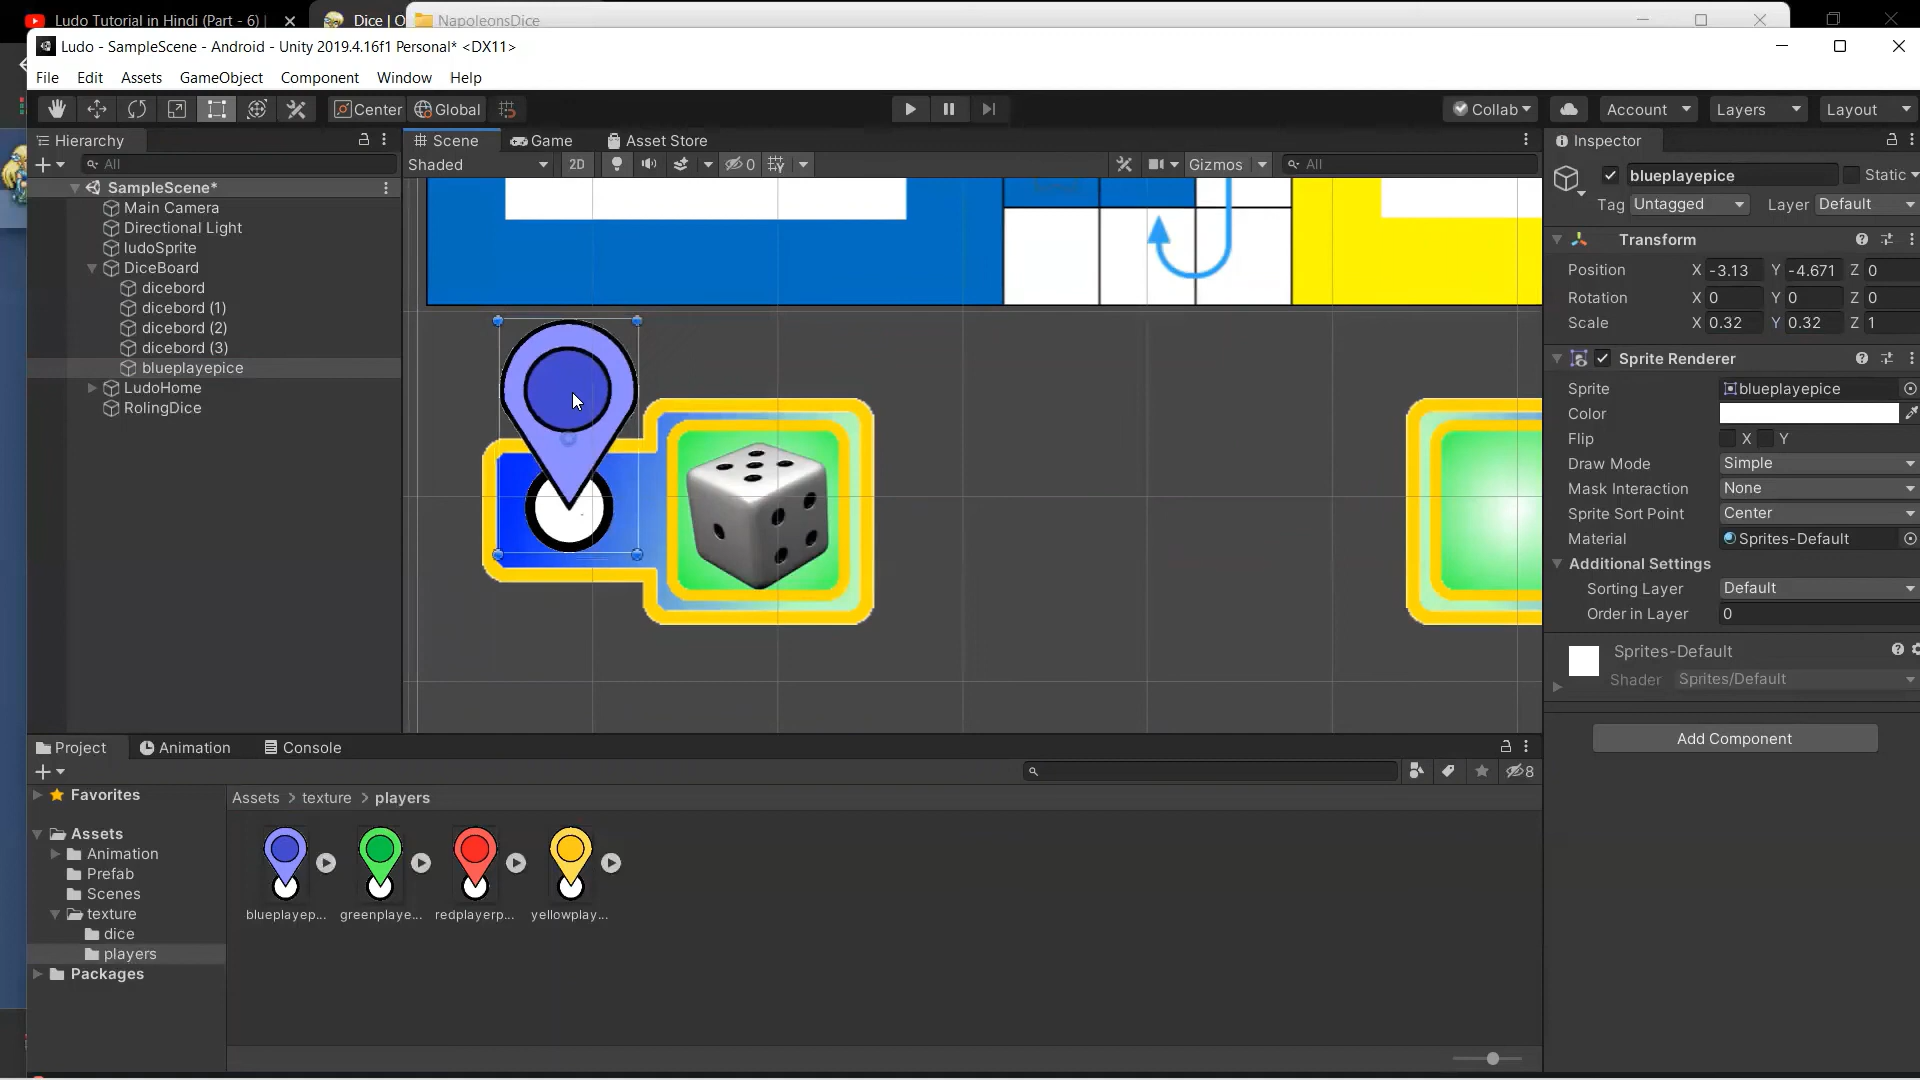 Ludo Tutorial in Hindi (Part - 6) |
Dice | O
NapoleonsDice
Ludo - SampleScene - Android - Unity 2019.4.16f1 Personal* <DX11>
File Edit Assets GameObject Component Window Help
Center Global Collab Account Layers Layout
Hierarchy
All
SampleScene*
Main Camera
Directional Light
ludoSprite
DiceBoard
dicebord
dicebord (1)
dicebord (2)
dicebord (3)
blueplayepice
LudoHome
RolingDice
Scene Game Asset Store
Shaded 2D 0 Gizmos All
Inspector
blueplayepice Static
Tag Untagged Layer Default
Transform
Position X -3.13 Y -4.671 Z 0
Rotation X 0 Y 0 Z 0
Scale X 0.32 Y 0.32 Z 1
Sprite Renderer
Sprite blueplayepice
Color
Flip X Y
Draw Mode Simple
Mask Interaction None
Sprite Sort Point Center
Material Sprites-Default
Additional Settings
Sorting Layer Default
Order in Layer 0
Sprites-Default
Shader Sprites/Default
Add Component
Project Animation Console
8
Favorites
Assets
Animation
Prefab
Scenes
texture
dice
players
Packages
Assets > texture > players
blueplayep... greenplaye... redplayerp... yellowplay...